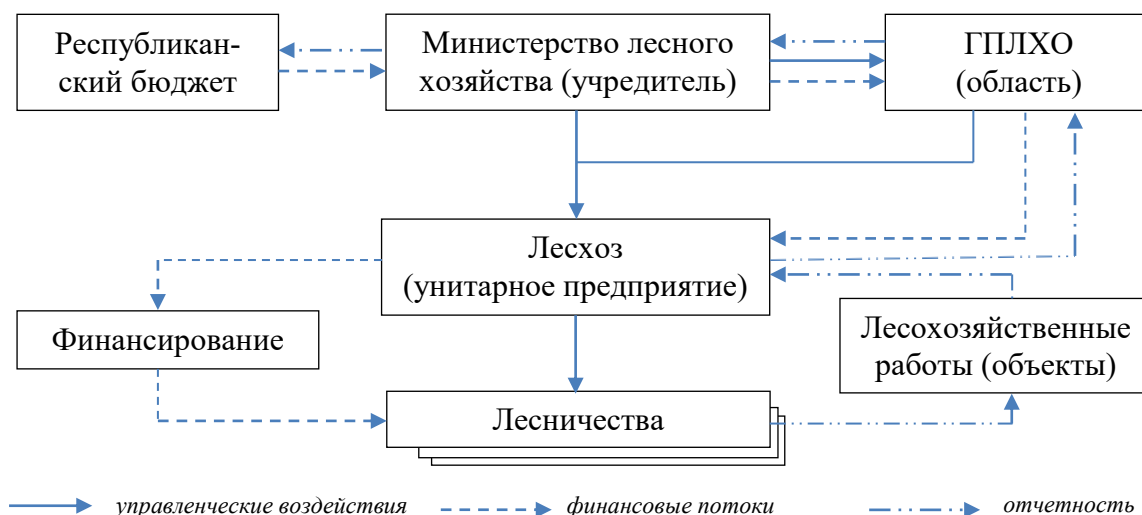 Республикан-
ский бюджет
Министерство лесного
хозяйства (учредитель)
ГПЛХО
(область)
Лесхоз
(унитарное предприятие)
Финансирование
Лесохозяйственные
работы (объекты)
Лесничества
управленческие воздействия
финансовые потоки
отчетность